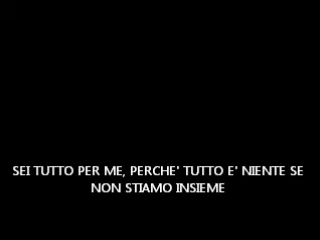 SEI TUTTO PER ME, PERCHE' TUTTO E' NIENTE SE
NON STIAMO INSIEME